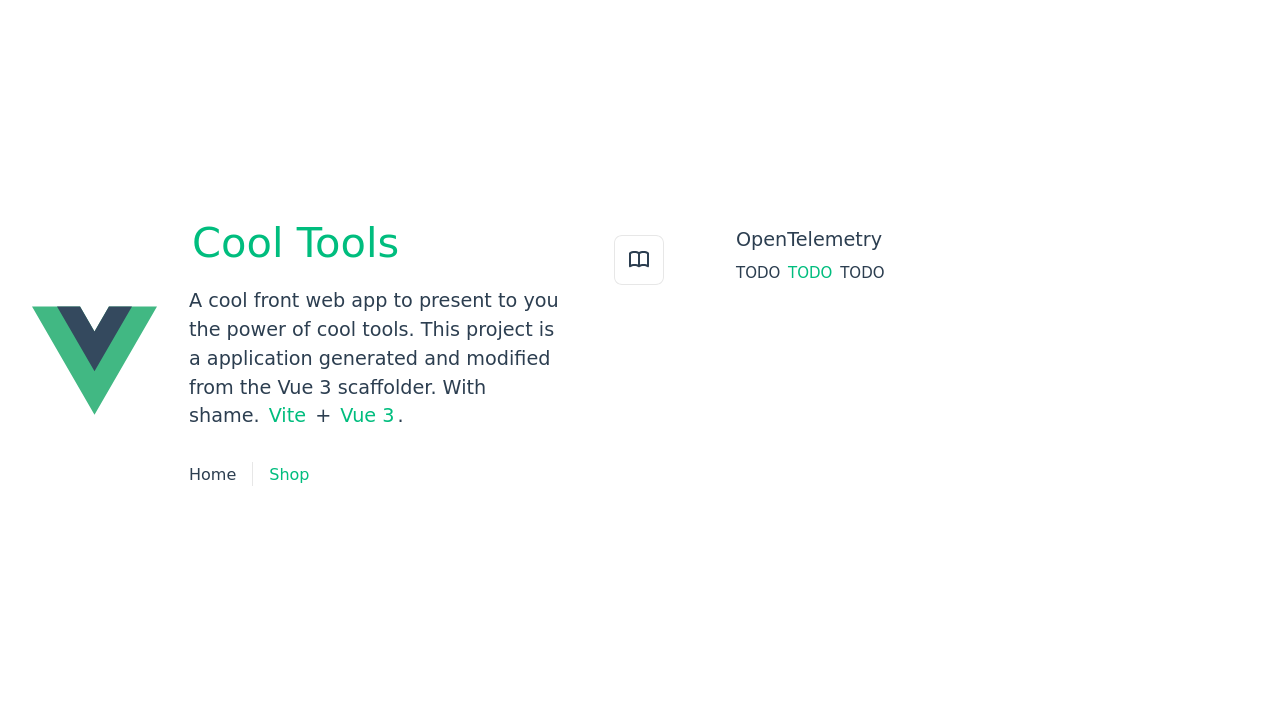 Cool Tools
A cool front web app to present to you
the power of cool tools. This project is
a application generated and modified
from the Vue 3 scaffolder. With
shame. Vite + Vue 3.
Home
Shop
OpenTelemetry
TODO TODO TODO